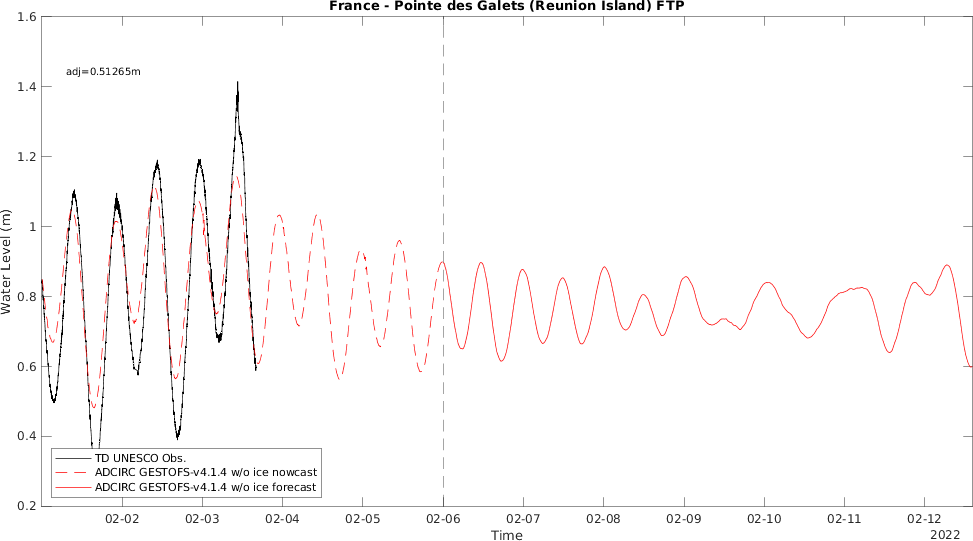 France - Pointe des Galets (Reunion Island) FTP
1.6
1.4
1.2
1
0.8
0.6
0.4
0.2
Water Level (m)
adj=0.51265m
TD UNESCO Obs.
ADCIRC GESTOFS-v4.1.4 w/o ice nowcast
ADCIRC GESTOFS-v4.1.4 w/o ice forecast
02-02 02-03 02-04 02-05 02-06 02-07 02-08 02-09 02-10 02-11 02-12
Time
2022